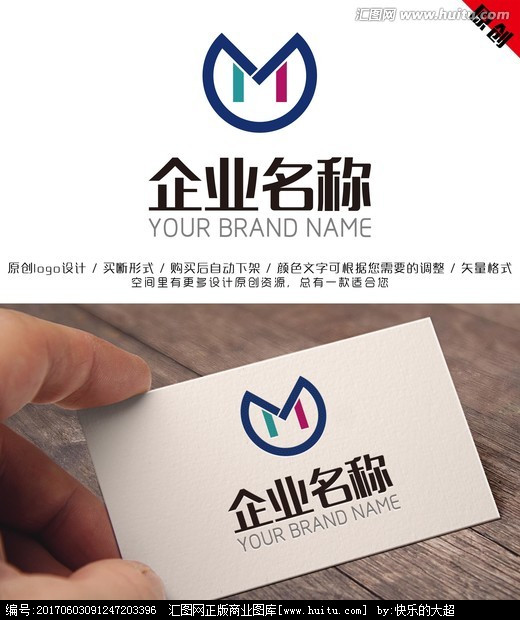 汇图网 www.huitu.com
原创
M
企业名称
YOUR BRAND NAME
原创logo设计 / 买断形式 / 购买后自动下架 / 颜色文字可根据您需要的调整 / 矢量格式
空间里有更多设计原创资源，总有一款适合您
M
企业名称
YOUR BRAND NAME
编号:20170603091247203396 汇图网正版商业图库[www.huitu.com] by:快乐的大超